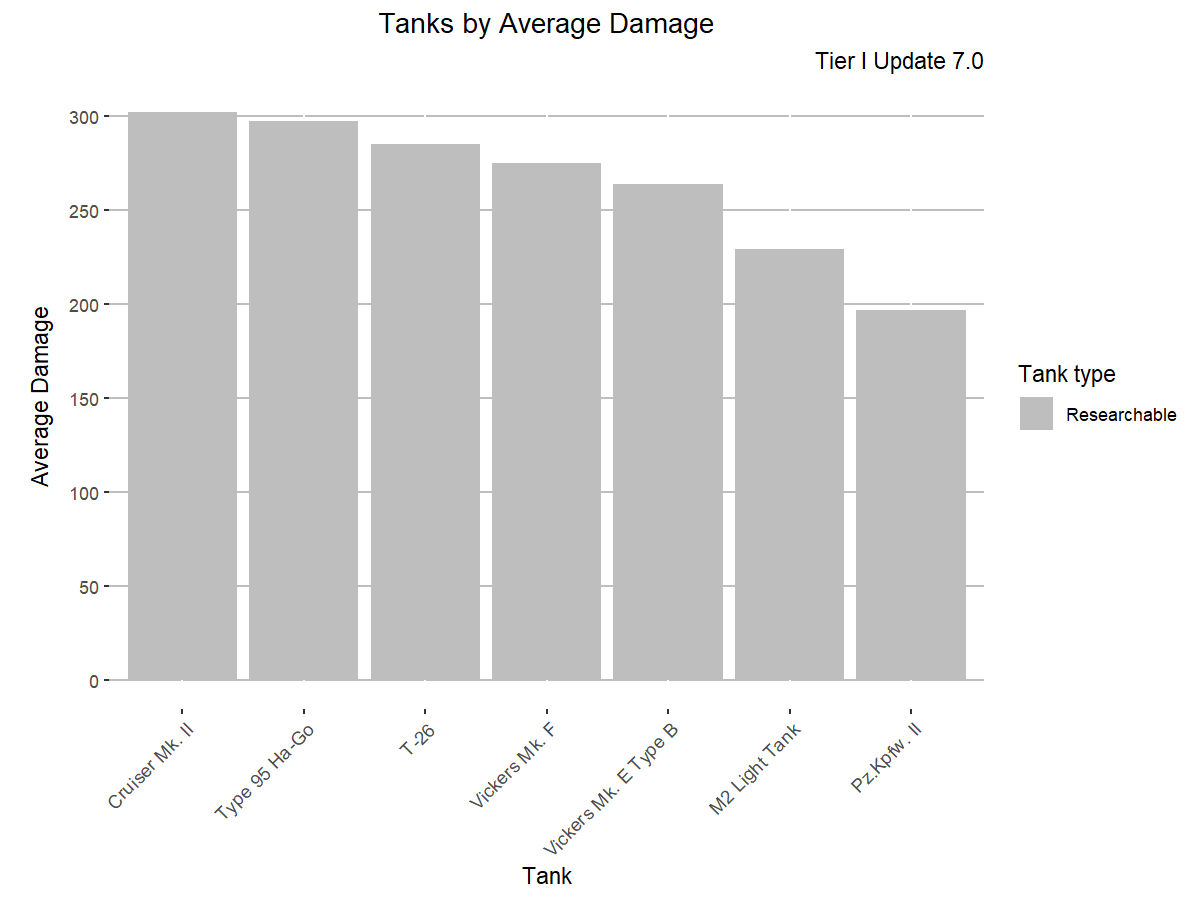 Tanks by Average Damage
Tier I Update 7.0
Average Damage
300
250
200
150
100
50
0
Cruiser Mk. II
Type 95 Ha-Go
T-26
Vickers Mk. F
Vickers Mk. E Type B
M2 Light Tank
Pz.Kpfw. II
Tank
Tank type
Researchable